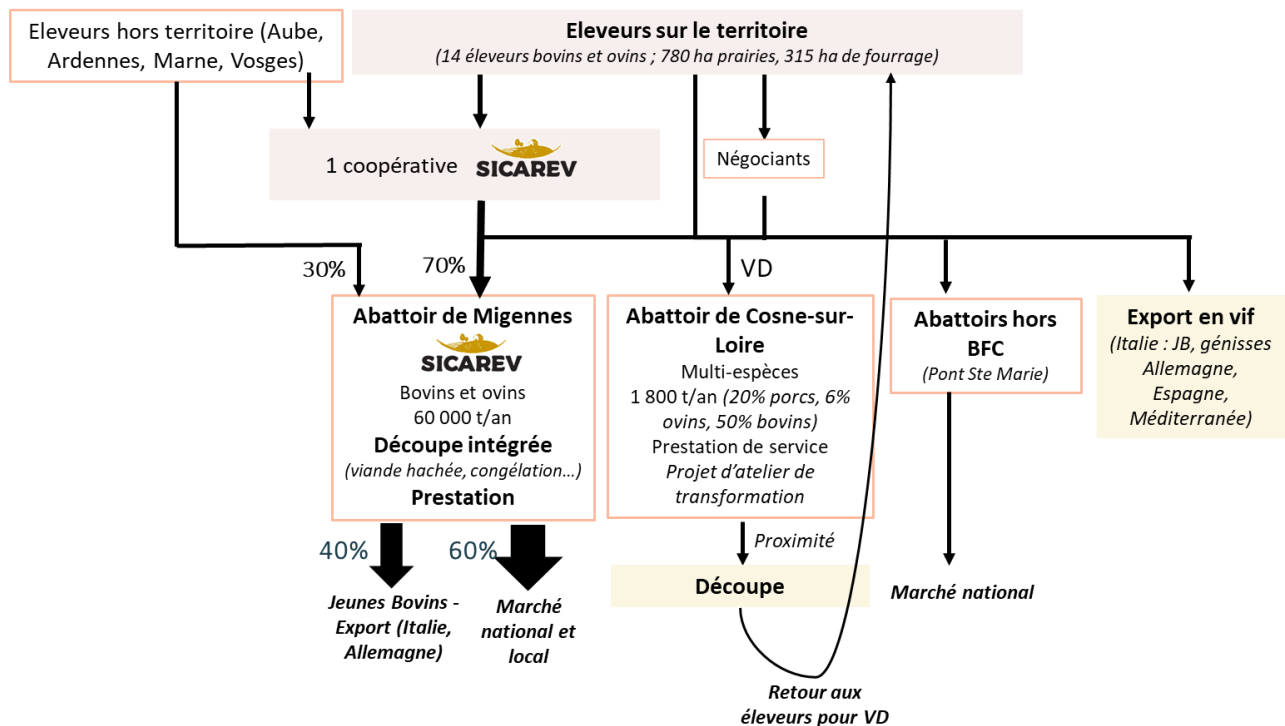 Eleveurs hors territoire (Aube,
Ardennes, Marne, Vosges)
Eleveurs sur le territoire
(14 éleveurs bovins et ovins ; 780 ha prairies, 315 ha de fourrage)
1 coopérative
SICAREV
Négociants
30%
70%
VD
Abattoir de Migennes
SICAREV
Bovins et ovins
60 000 t/an
Découpe intégrée
(viande hachée, congélation...)
Prestation
Abattoir de Cosne-sur-
Loire
Multi-espèces
1 800 t/an (20% porcs, 6%
ovins, 50% bovins)
Prestation de service
Projet d'atelier de
transformation
Abattoirs hors
BFC
(Pont Ste Marie)
Export en vif
(Italie : JB, génisses
Allemagne,
Espagne,
Méditerranée)
40%
60%
Proximité
Jeunes Bovins -
Export (Italie,
Allemagne)
Marché
national et
local
Découpe
Marché national
Retour aux
éleveurs pour VD